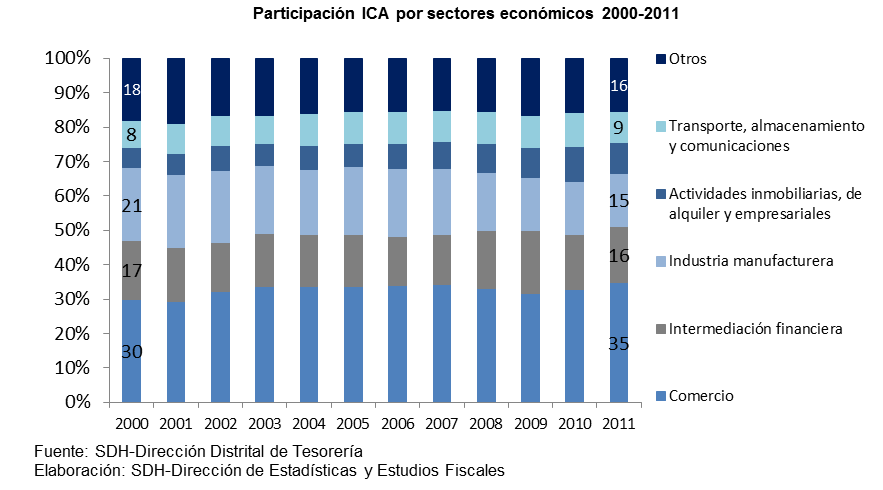 Participación ICA por sectores económicos 2000-2011
100%
90%
80%
70%
60%
50%
40%
30%
20%
10%
0%
18
8
21
17
30
16
9
15
16
35
2000 2001 2002 2003 2004 2005 2006 2007 2008 2009 2010 2011
Otros
Transporte, almacenamiento
y comunicaciones
Actividades inmobiliarias, de
alquiler y empresariales
Industria manufacturera
Intermediación financiera
Comercio
Fuente: SDH-Dirección Distrital de Tesorería
Elaboración: SDH-Dirección de Estadísticas y Estudios Fiscales